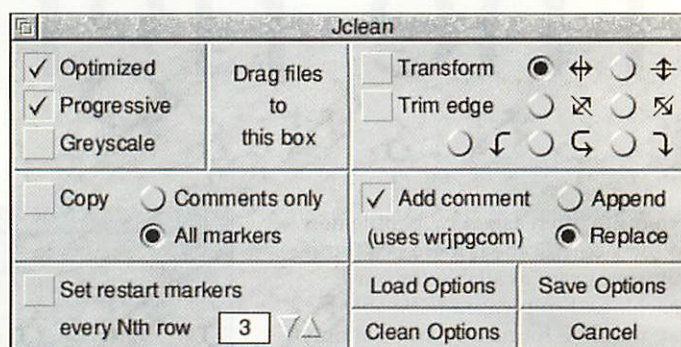 Jclean
Optimized
Progressive
Greyscale
Drag files
to
this box
Transform
Trim edge
Copy
Comments only
All markers
Add comment
Append
(uses wrjpgcom)
Replace
Set restart markers
every Nth row 3
Load Options
Save Options
Clean Options
Cancel